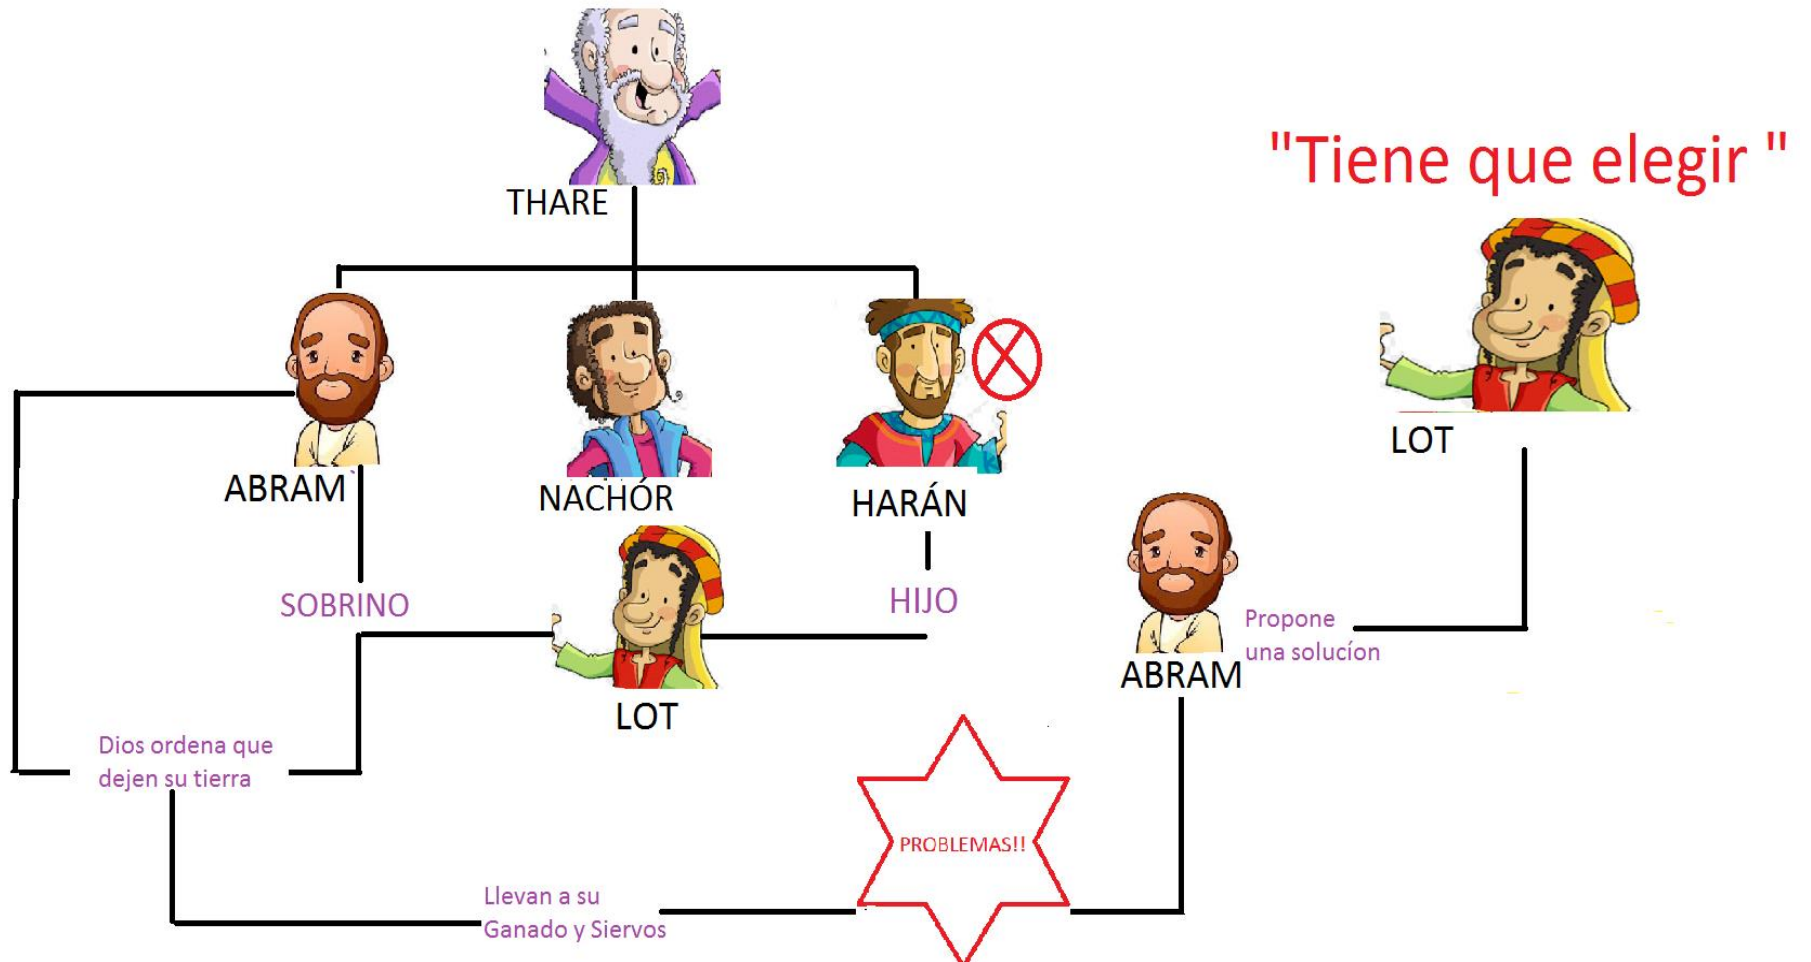 "Tiene que elegir "
THARE
LOT
ABRAM
NACHÓR
HARÁN
SOBRINO
HIJO
Propone
una solucíon
ABRAM
LOT
Dios ordena que
dejen su tierra
PROBLEMAS!!
Llevan a su
Ganado y Siervos